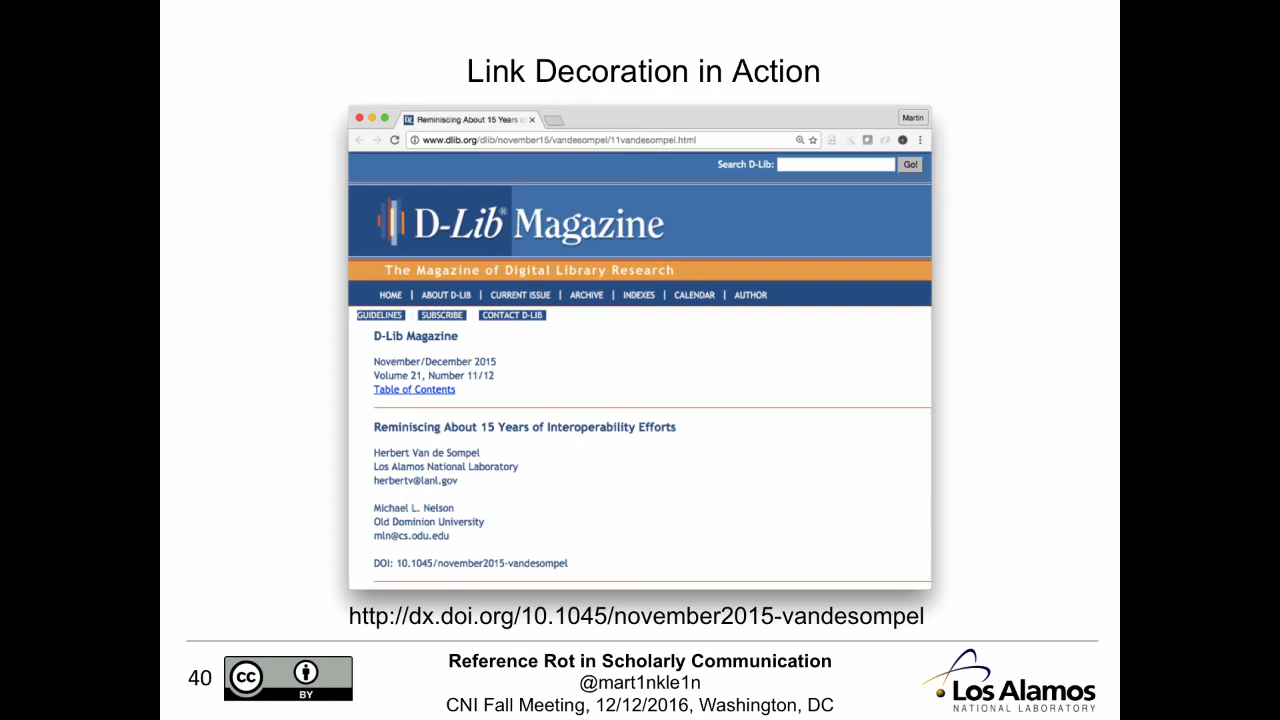 Link Decoration in Action
DL Reminiscing About 15 Years o
Martin
www.dlib.org/dlib/november15/vandesompel/11vandesompel.html
Search D-Lib: Go!
D-Lib® Magazine
The Magazine of Digital Library Research
HOME | ABOUT D-LIB | CURRENT ISSUE | ARCHIVE | INDEXES | CALENDAR | AUTHOR
GUIDELINES SUBSCRIBE CONTACT D-LIB
D-Lib Magazine
November/December 2015
Volume 21, Number 11/12
Table of Contents
Reminiscing About 15 Years of Interoperability Efforts
Herbert Van de Sompel
Los Alamos National Laboratory
herbertv@lanl.gov
Michael L. Nelson
Old Dominion University
mln@cs.odu.edu
DOI: 10.1045/november2015-vandesompel
http://dx.doi.org/10.1045/november2015-vandesompel
40
cc
BY
Reference Rot in Scholarly Communication
@mart1nkle1n
CNI Fall Meeting, 12/12/2016, Washington, DC
Los Alamos
NATIONAL LABORATORY